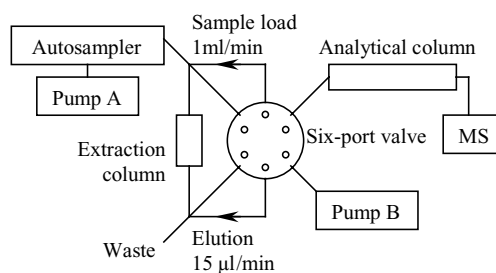 Sample load
1ml/min
Autosampler
Analytical column
Pump A
Six-port valve
MS
Extraction
column
Pump B
Waste
Elution
15 μl/min